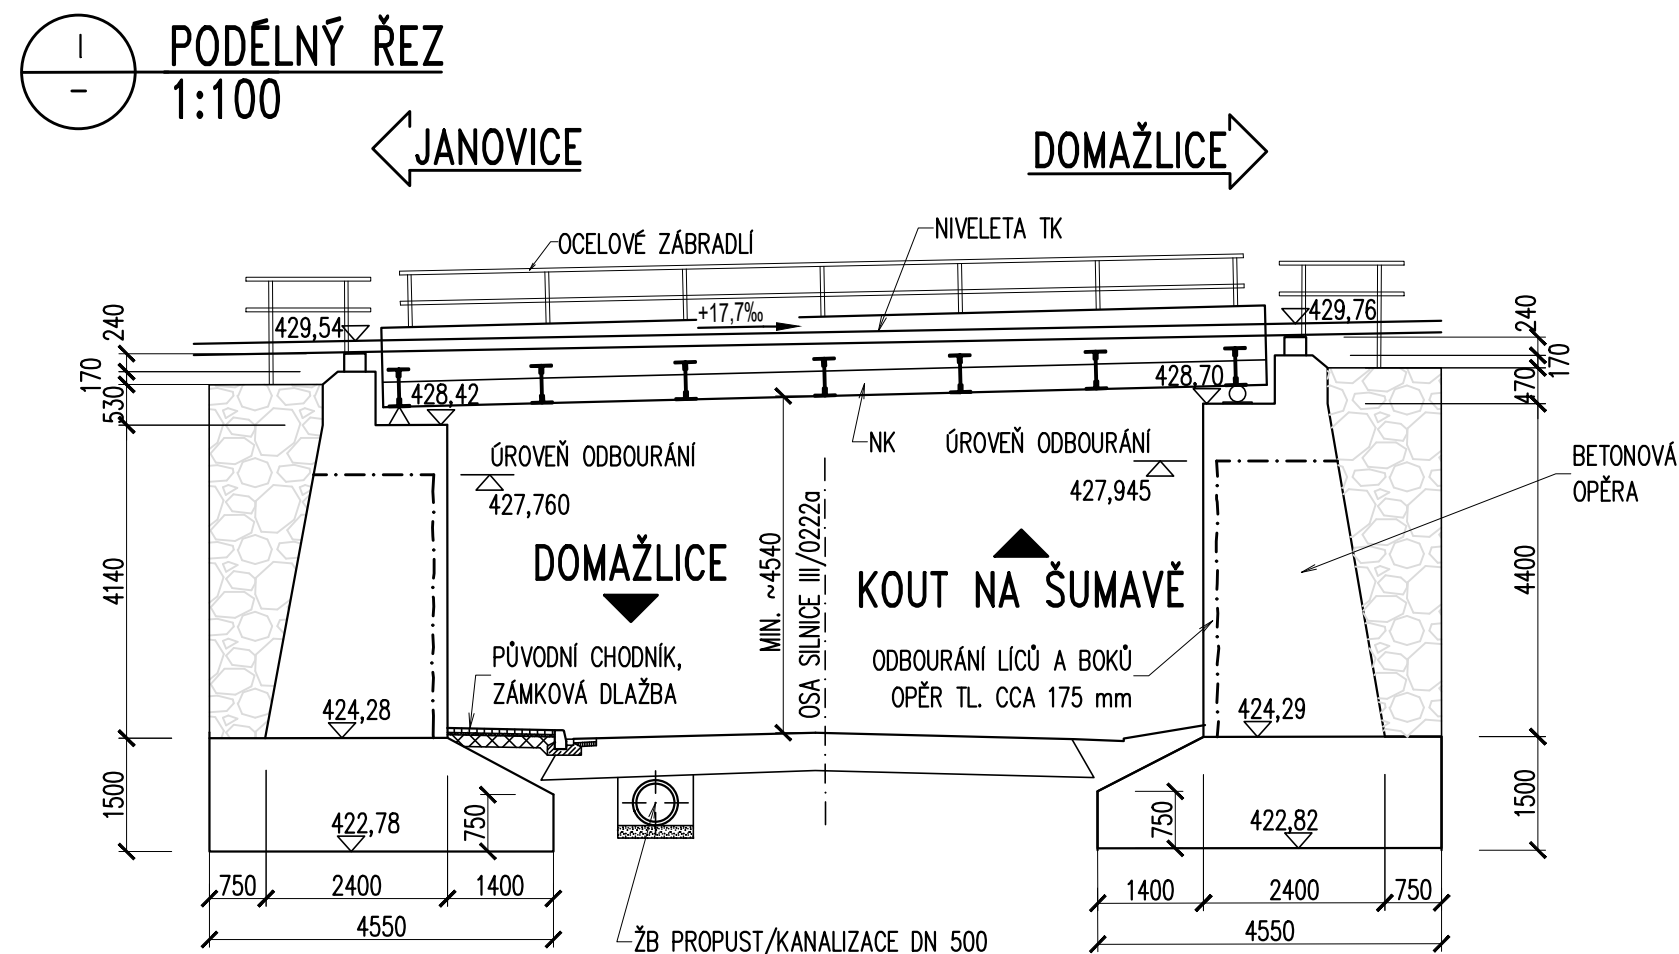 I
-
PODÉLNÝ ŘEZ
1:100
JANOVICE
DOMAŽLICE
OCELOVÉ ZÁBRADLÍ
NIVELETA TK
+17,7‰
429,54
429,76
240
170
530
4140
1500
240
170
470
4400
1500
428,42
428,70
NK
ÚROVEŇ ODBOURÁNÍ
427,760
ÚROVEŇ ODBOURÁNÍ
427,945
BETONOVÁ
OPĚRA
DOMAŽLICE
KOUT NA ŠUMAVĚ
MIN. ~4540
OSA SILNICE III/0222a
PŮVODNÍ CHODNÍK,
ZÁMKOVÁ DLAŽBA
ODBOURÁNÍ LÍCŮ A BOKŮ
OPĚR TL. CCA 175 mm
424,28
424,29
422,78
422,82
750
750
750
2400
1400
4550
1400
2400
750
4550
ŽB PROPUST/KANALIZACE DN 500